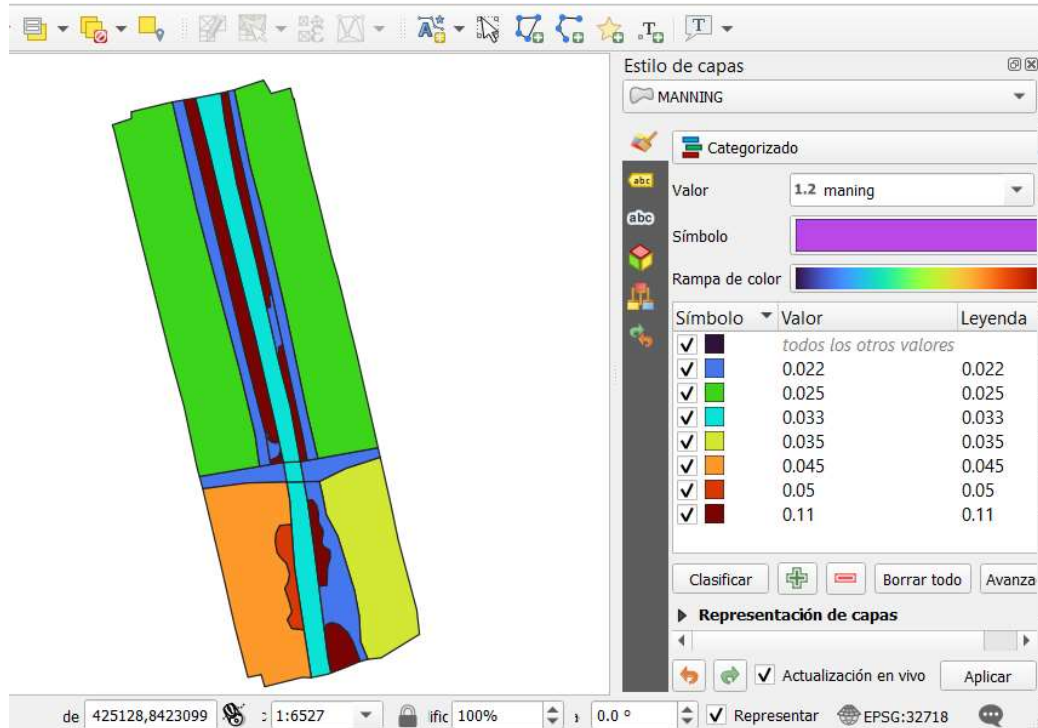 Estilo de capas
MANNING
Categorizado
abc
Valor
1.2 maning
abc
Símbolo
Rampa de color
Símbolo Valor Leyenda
todos los otros valores
0.022 0.022
0.025 0.025
0.033 0.033
0.035 0.035
0.045 0.045
0.05 0.05
0.11 0.11
Clasificar Borrar todo Avanza
Representación de capas
Actualización en vivo Aplicar
de 425128,8423099 : 1:6527 ific 100% 0.0 ° Representar EPSG:32718